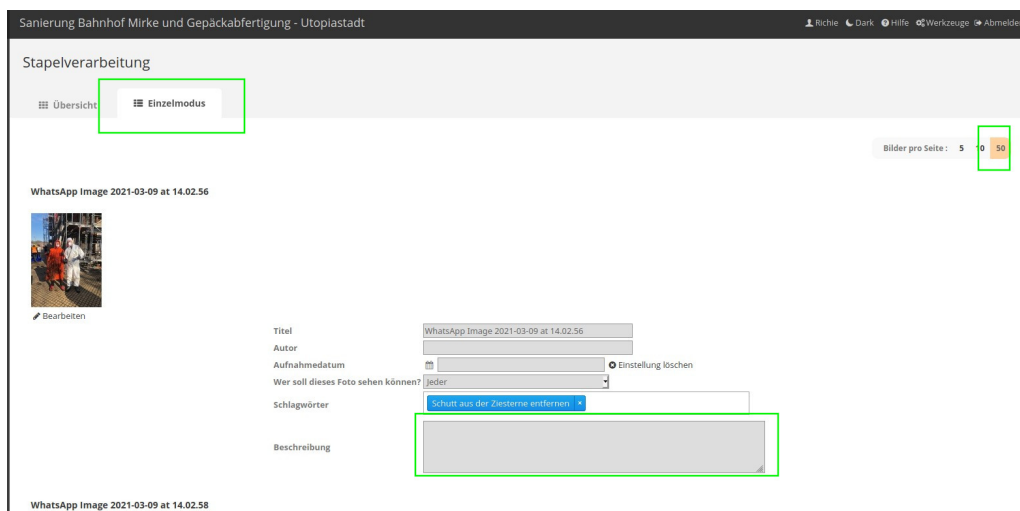 Sanierung Bahnhof Mirke und Gepäckabfertigung - Utopiastadt
Richie Dark Hilfe Werkzeuge Abmelden
Stapelverarbeitung
Übersicht Einzelmodus
Bilder pro Seite : 5 10 50
WhatsApp Image 2021-03-09 at 14.02.56
Bearbeiten
Titel WhatsApp Image 2021-03-09 at 14.02.56
Autor
Aufnahmedatum Einstellung löschen
Wer soll dieses Foto sehen können? Jeder
Schlagwörter Schutt aus der Ziesterne entfernen ×
Beschreibung
WhatsApp Image 2021-03-09 at 14.02.58